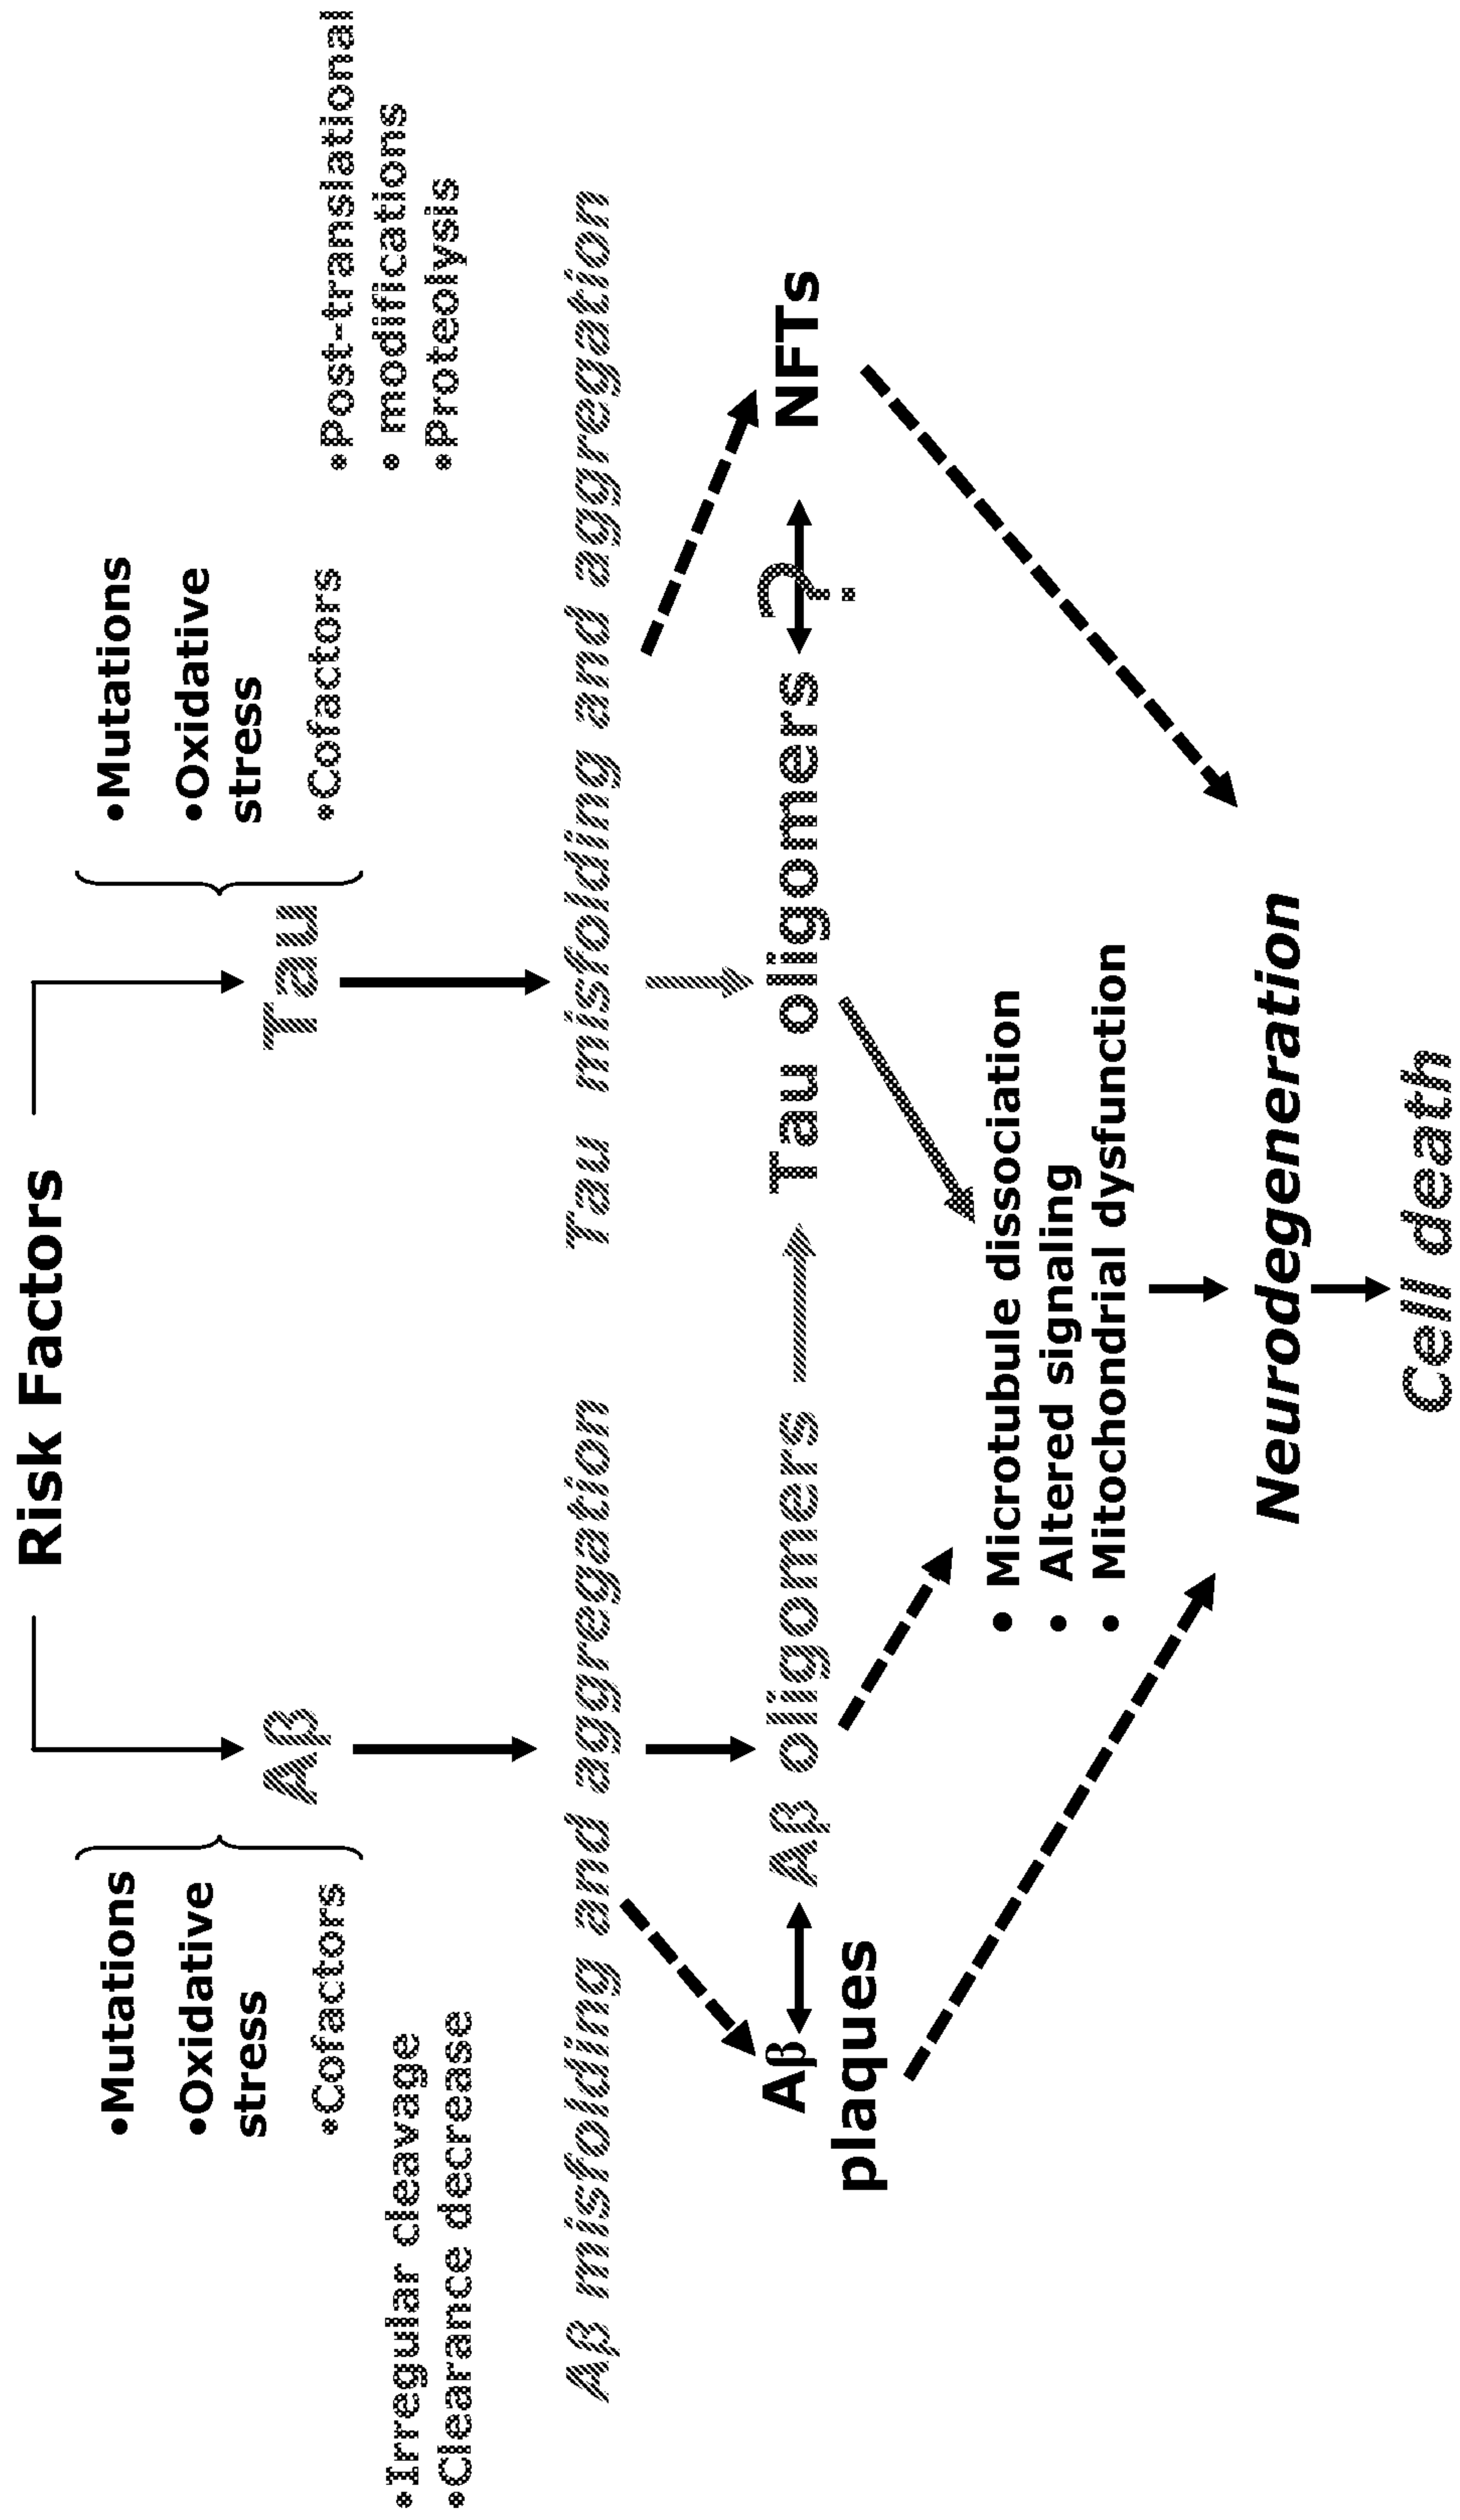 Risk Factors
•Mutations
•Oxidative
stress
•Cofactors
•Irregular cleavage
•Clearance decrease
Aβ
Tau
•Mutations
•Oxidative
stress
•Cofactors
•Post-translational
• modifications
•Proteolysis
Aβ misfolding and aggregation
Tau misfolding and aggregation
Aβ
plaques
Aβ oligomers
Tau oligomers
?
NFTs
• Microtubule dissociation
• Altered signaling
• Mitochondrial dysfunction
Neurodegeneration
Cell death